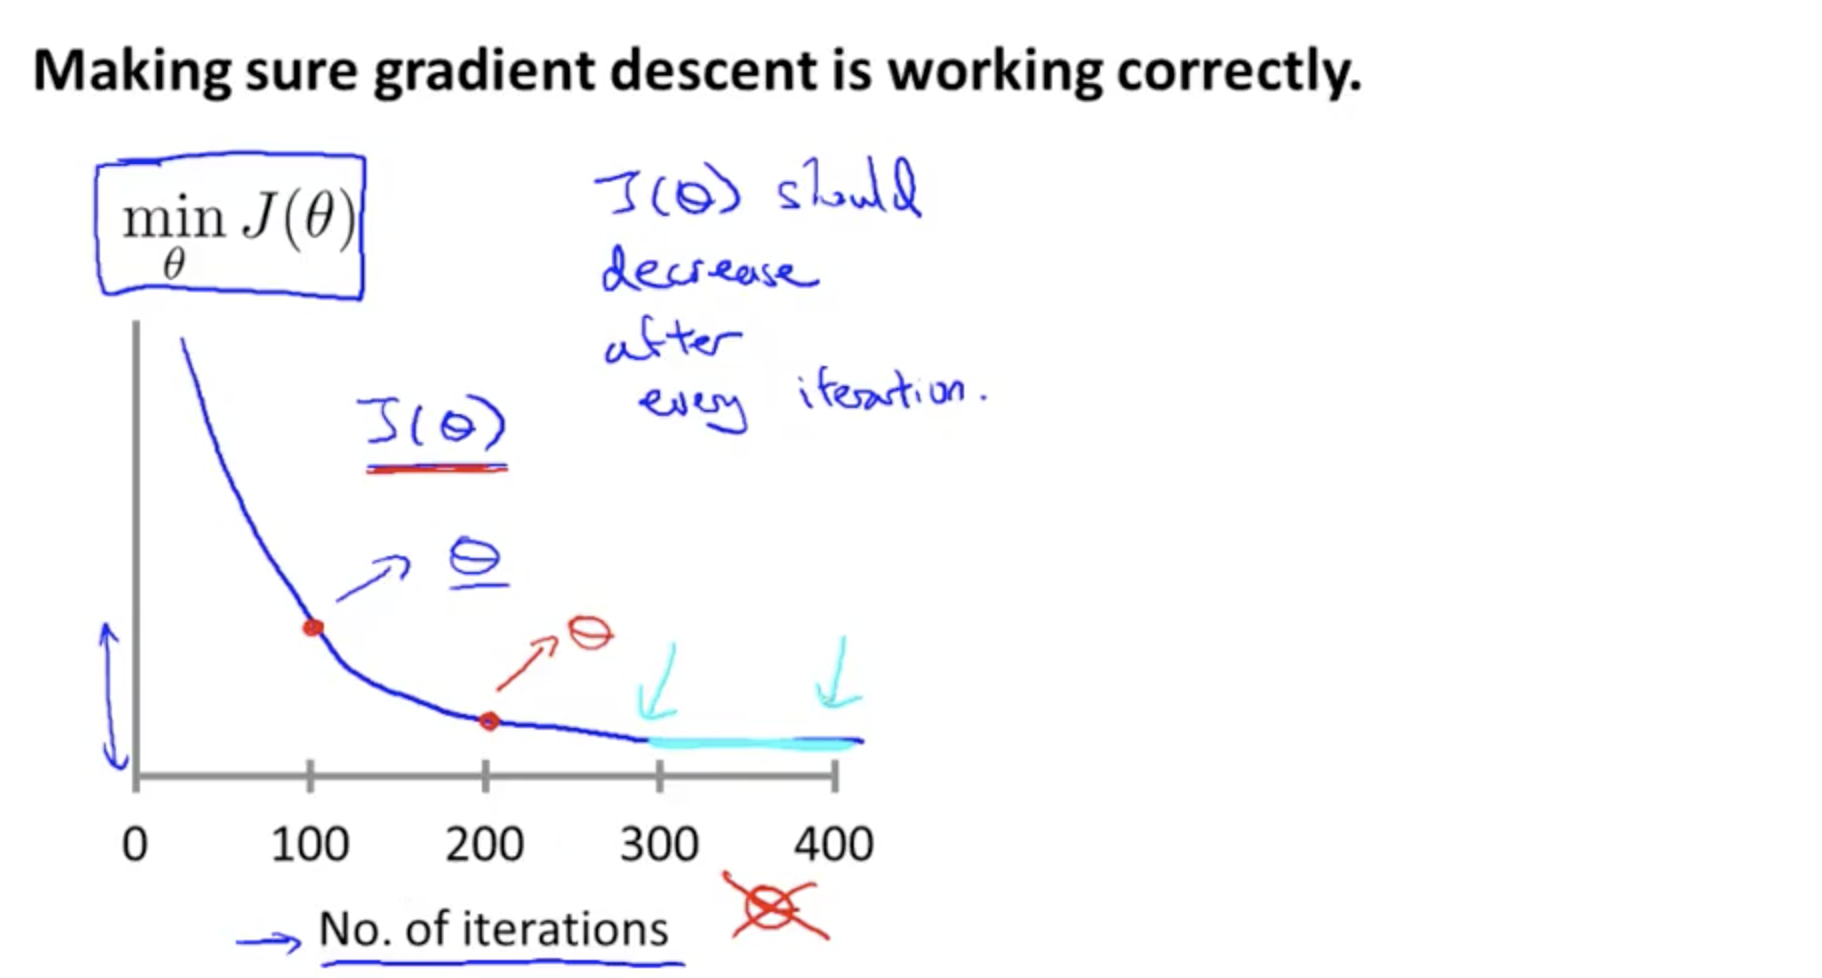 Making sure gradient descent is working correctly.
min J(θ)
θ
J(θ) should
decrease
after
every iteration.
J(θ)
θ
θ
0 100 200 300 400
θ
No. of iterations